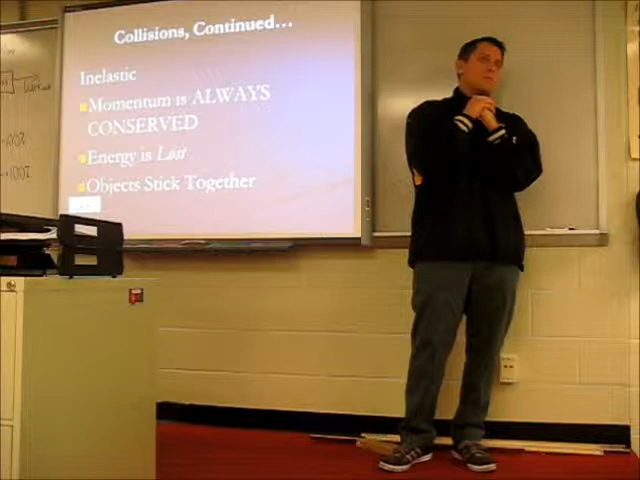 Collisions, Continued…
Inelastic
Momentum is ALWAYS
CONSERVED
Energy is Lost
Objects Stick Together